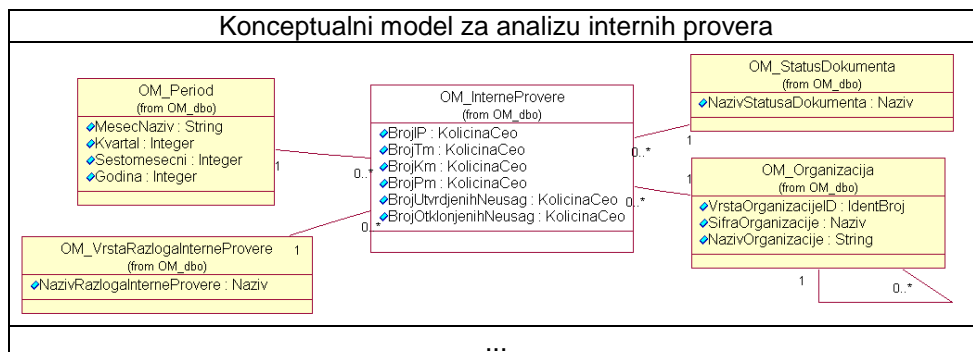 Konceptualni model za analizu internih provera
OM_Period
(from OM_dbo)
MesecNaziv : String
Kvartal : Integer
Sestomesecni : Integer
Godina : Integer
1
0..*
OM_InterneProvere
(from OM_dbo)
BrojIP : KolicinaCeo
BrojTm : KolicinaCeo
BrojKm : KolicinaCeo
BrojPm : KolicinaCeo
BrojUtvrdjenihNeusag : KolicinaCeo
BrojOtklonjenihNeusag : KolicinaCeo
OM_StatusDokumenta
(from OM_dbo)
NazivStatusaDokumenta : Naziv
1
0..*
OM_Organizacija
(from OM_dbo)
VrstaOrganizacijeID : IdentBroj
SifraOrganizacije : Naziv
NazivOrganizacije : String
1
0..*
1
0..*
OM_VrstaRazlogaInterneProvere
(from OM_dbo)
NazivRazlogaInterneProvere : Naziv
1
0..*
...